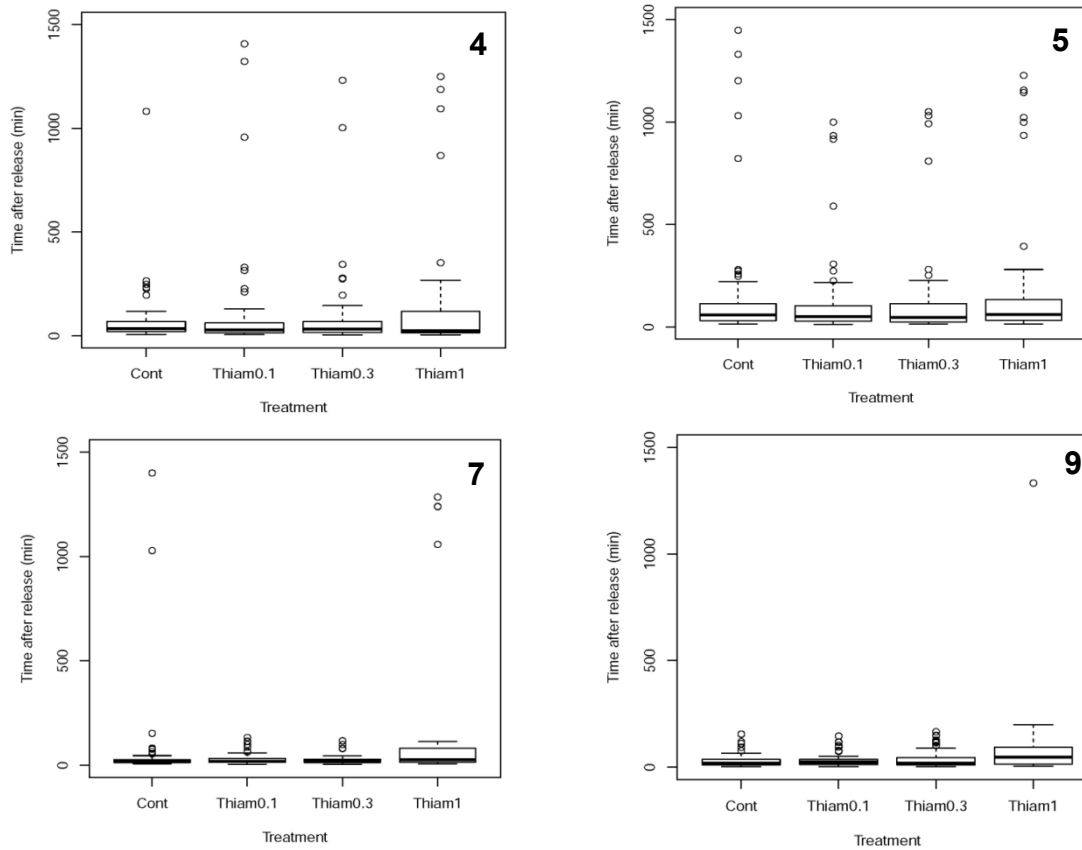 4
1500
1000
500
0
Time after release (min)
Cont Thiam0.1 Thiam0.3 Thiam1
Treatment
5
1500
1000
500
0
Time after release (min)
Cont Thiam0.1 Thiam0.3 Thiam1
Treatment
7
1500
1000
500
0
Time after release (min)
Cont Thiam0.1 Thiam0.3 Thiam1
Treatment
9
1500
1000
500
0
Time after release (min)
Cont Thiam0.1 Thiam0.3 Thiam1
Treatment